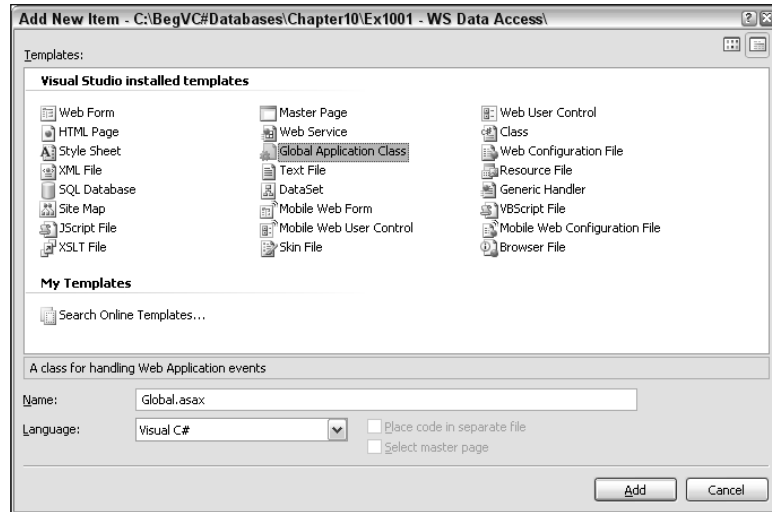 Add New Item - C:\BegVC#Databases\Chapter10\Ex1001 - WS Data Access\
Templates:
Visual Studio installed templates
Web Form Master Page Web User Control
HTML Page Web Service Class
Style Sheet Global Application Class Web Configuration File
XML File Text File Resource File
SQL Database DataSet Generic Handler
Site Map Mobile Web Form VBScript File
JScript File Mobile Web User Control Mobile Web Configuration File
XSLT File Skin File Browser File
My Templates
Search Online Templates...
A class for handling Web Application events
Name: Global.asax
Language: Visual C# Place code in separate file
Select master page
Add Cancel